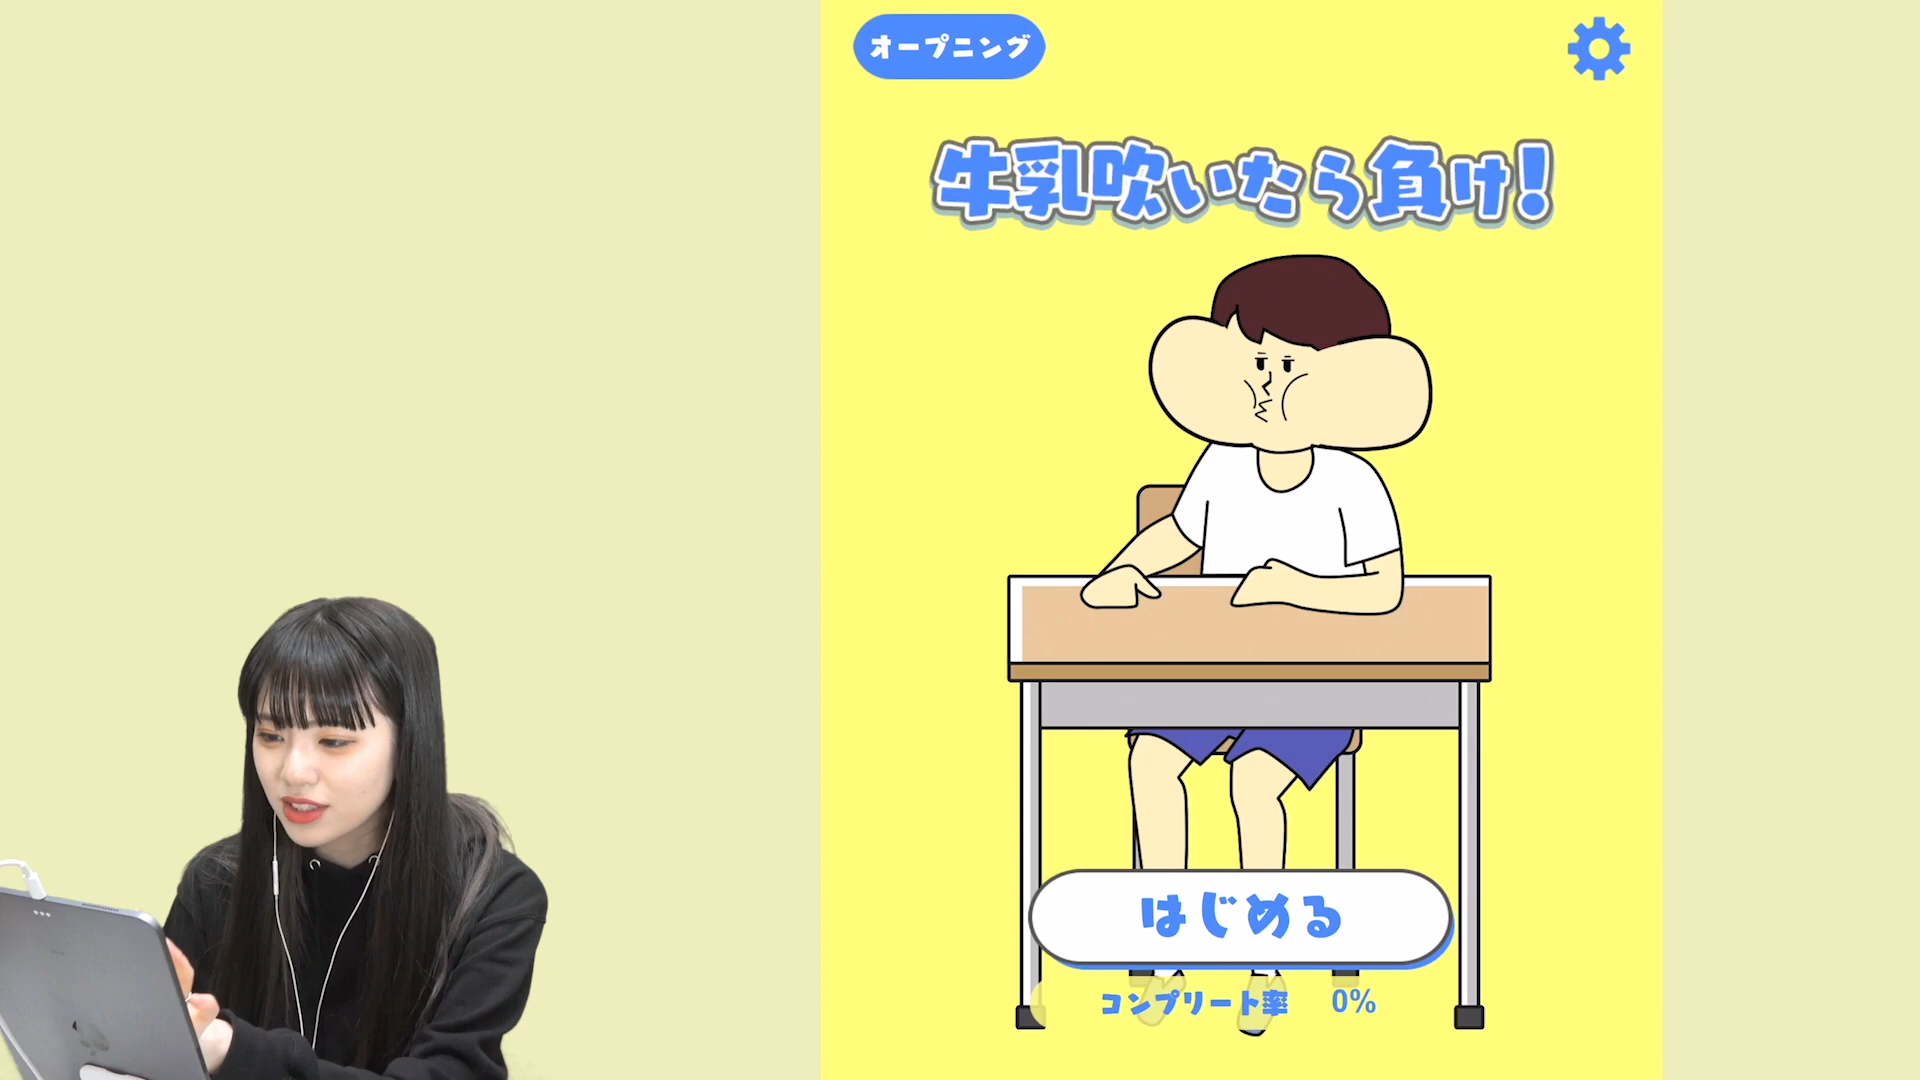 オープニング
牛乳吹いたら負け!
はじめる
コンプリート率 0%